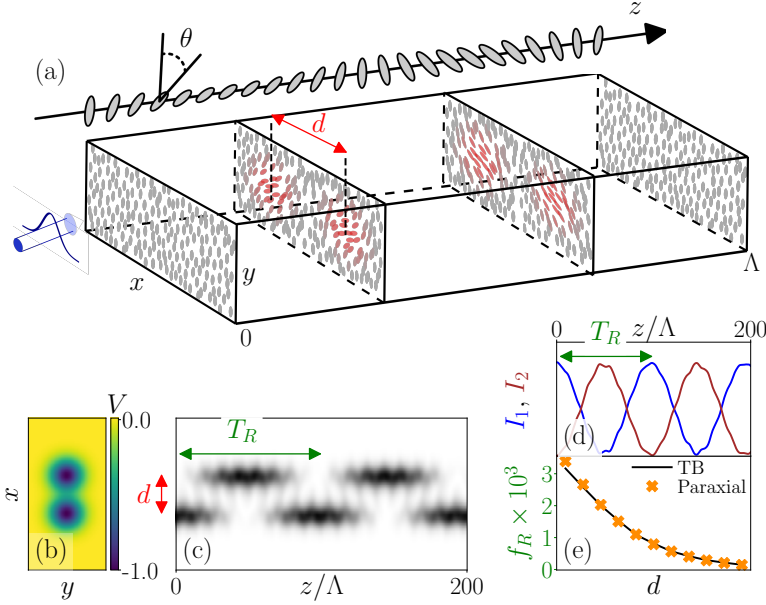 (a)
θ
z
d
x
y
0
Λ
V
0.0
-1.0
x
y
(b)
T_R
d
(c)
0
z/Λ
200
0
z/Λ
200
T_R
I_1, I_2
(d)
f_R × 10^3
3
2
1
0
TB
Paraxial
(e)
d